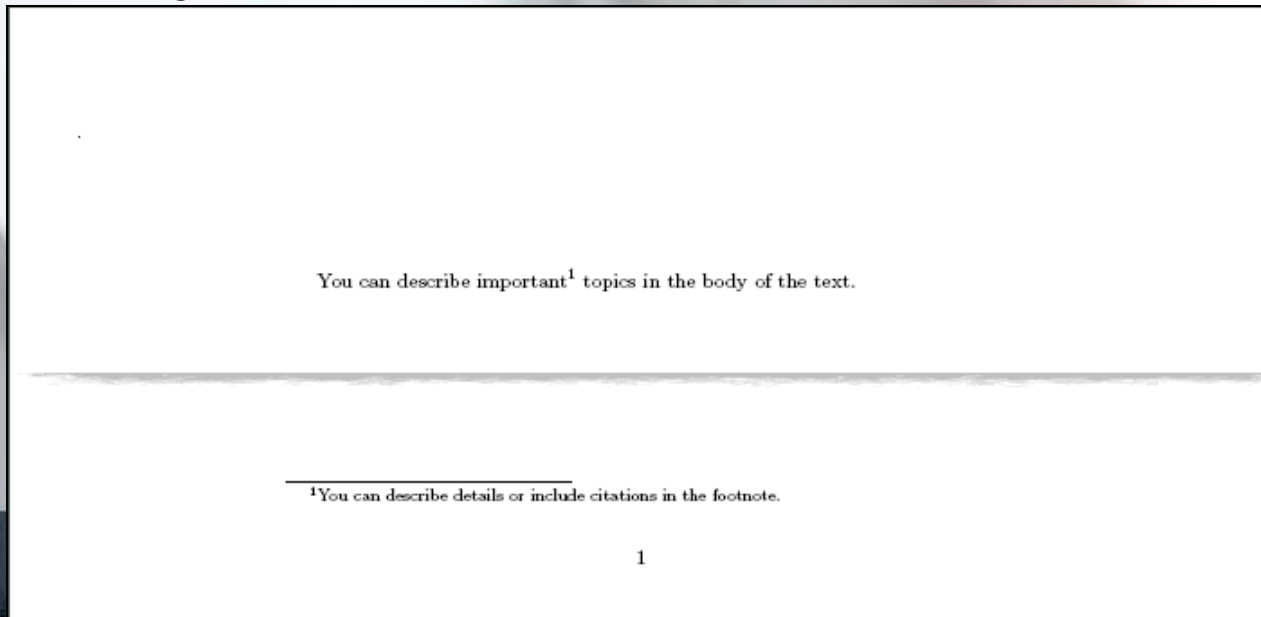 You can describe important¹ topics in the body of the text.
¹You can describe details or include citations in the footnote.
1